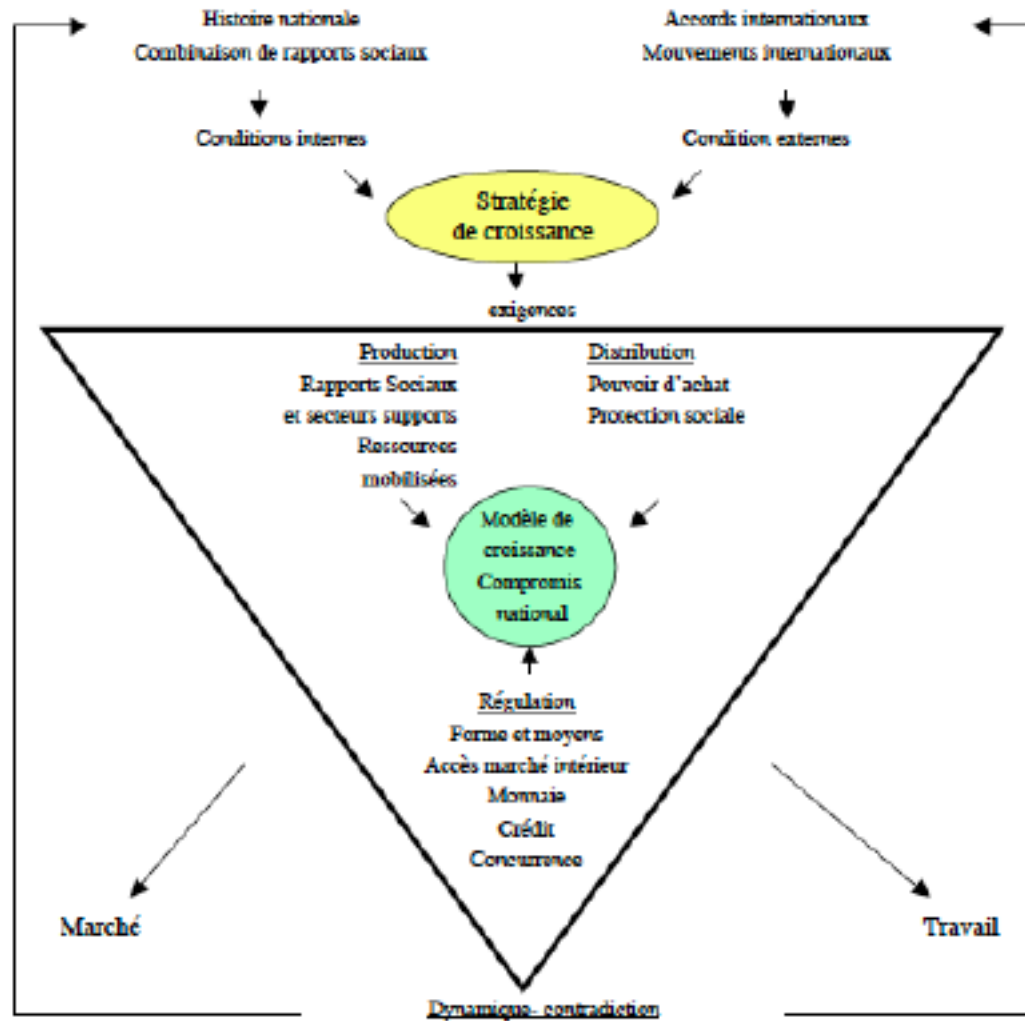 Histoire nationale
Combinaison de rapports sociaux
Accords internationaux
Mouvements internationaux
Conditions internes
Condition externes
Stratégie
de croissance
exigences
Production
Rapports Sociaux
et secteurs supports
Ressources
mobilisées
Distribution
Pouvoir d'achat
Protection sociale
Modèle de
croissance
Compromis
national
Régulation
Forme et moyens
Accès marché intérieur
Monnaie
Crédit
Concurrence
Marché
Travail
Dynamique- contradiction